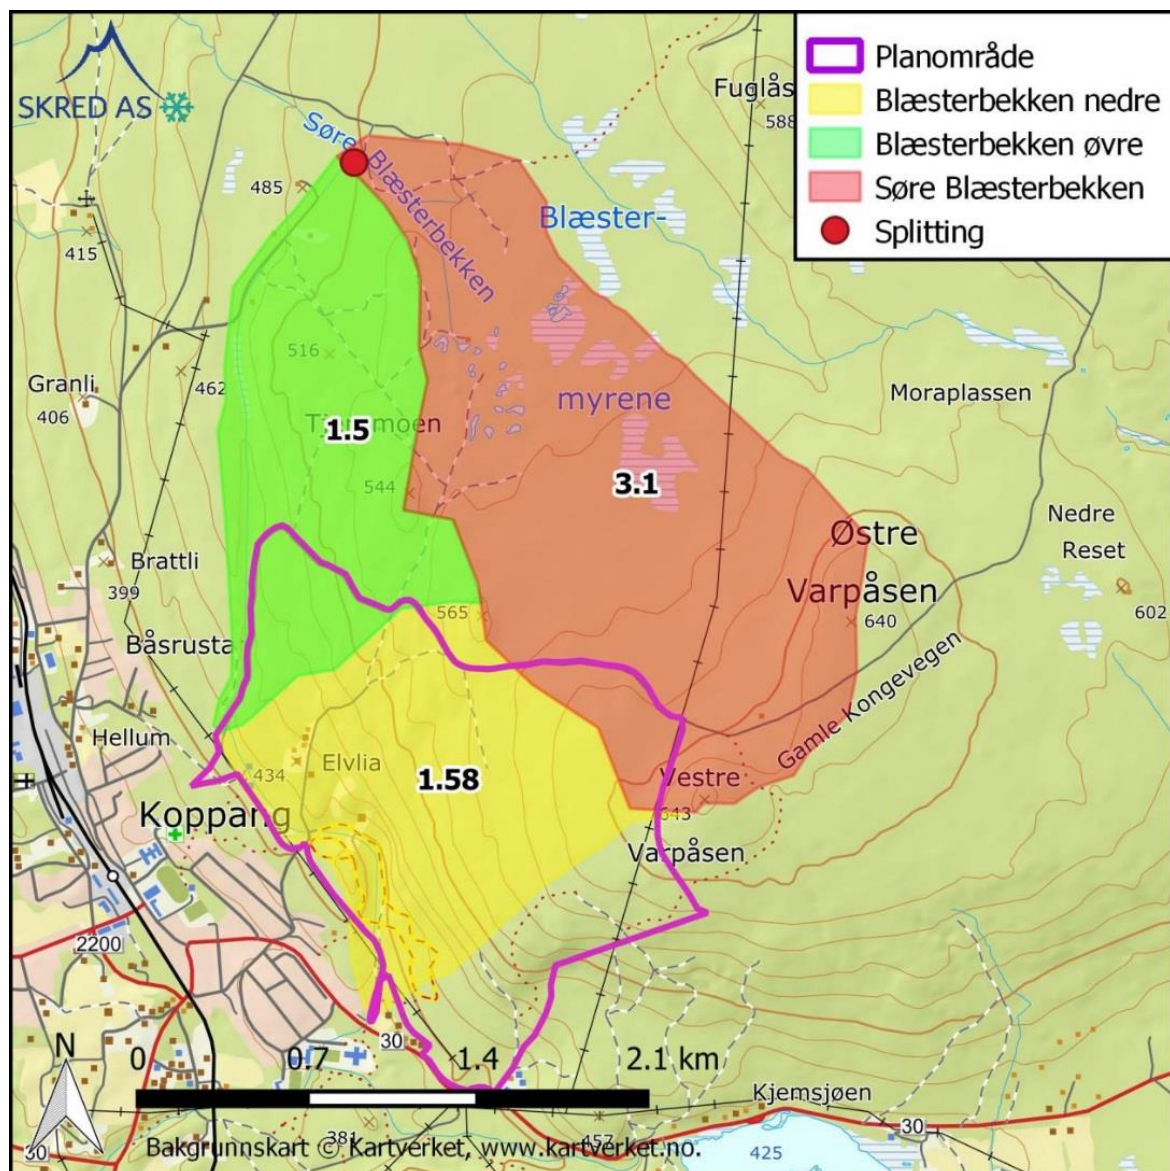 SKRED AS
Planområde
Blæsterbekken nedre
Blæsterbekken øvre
Søre Blæsterbekken
Splitting
Fuglås
588
Søre Blæsterbekken
485
415
Blæster-
516
462
Granli
406
myrene
Moraplassen
1.5
544
3.1
Nedre
Reset
602
Østre
Varpåsen
640
Brattli
399
565
Båsrusta
Gamle Kongevegen
Hellum
434
Elvlia
1.58
Vestre
643
Varpåsen
Koppang
2200
30
N
0
0.7
1.4
2.1 km
Kjemsjøen
30
425
381
457
30
Bakgrunnskart © Kartverket, www.kartverket.no.